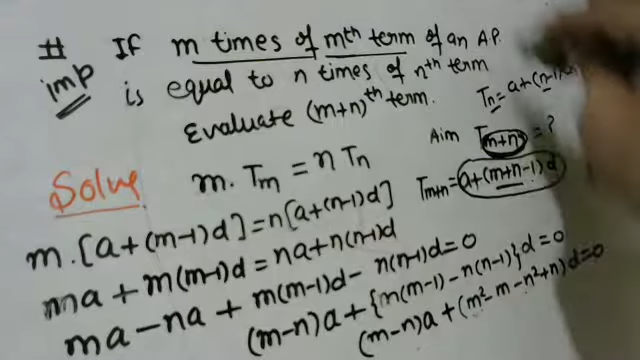 # If m times of mth term of an A.P.
imp is equal to n times of nth term
Evaluate (m+n)th term.
Tn = a+(n-1)
Aim Tm+n = ?
Tm+n = a+(m+n-1)d
Solve m. Tm = n Tn
m.[a+(m-1)d] = n[a+(n-1)d]
ma + m(m-1)d = na + n(n-1)d
ma - na + m(m-1)d - n(n-1)d = 0
(m-n)a + {m(m-1) - n(n-1)}d = 0
(m-n)a + (m²-m-n²+n)d = 0